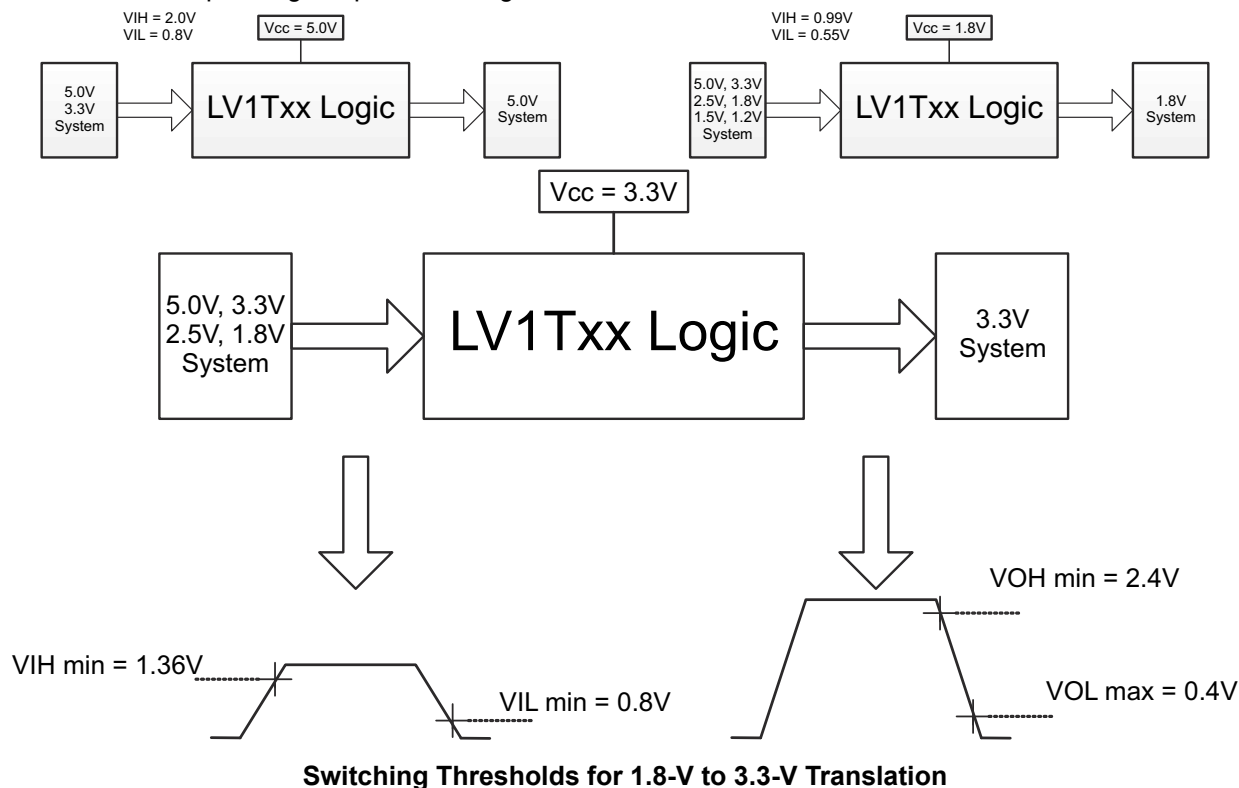 VIH = 2.0V
VIL = 0.8V
Vcc = 5.0V
5.0V
3.3V
System
LV1Txx Logic
5.0V
System
VIH = 0.99V
VIL = 0.55V
Vcc = 1.8V
5.0V, 3.3V
2.5V, 1.8V
1.5V, 1.2V
System
LV1Txx Logic
1.8V
System
Vcc = 3.3V
5.0V, 3.3V
2.5V, 1.8V
System
LV1Txx Logic
3.3V
System
VIH min = 1.36V
VIL min = 0.8V
VOH min = 2.4V
VOL max = 0.4V
Switching Thresholds for 1.8-V to 3.3-V Translation